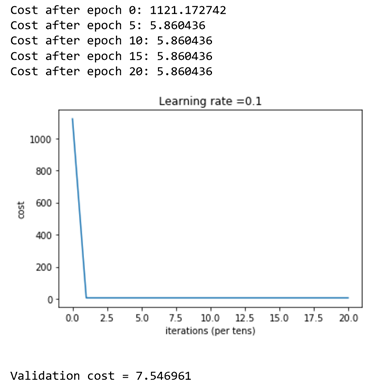 Cost after epoch 0: 1121.172742
Cost after epoch 5: 5.860436
Cost after epoch 10: 5.860436
Cost after epoch 15: 5.860436
Cost after epoch 20: 5.860436
Learning rate =0.1
1000
800
600
400
200
0
cost
0.0 2.5 5.0 7.5 10.0 12.5 15.0 17.5 20.0
iterations (per tens)
Validation cost = 7.546961